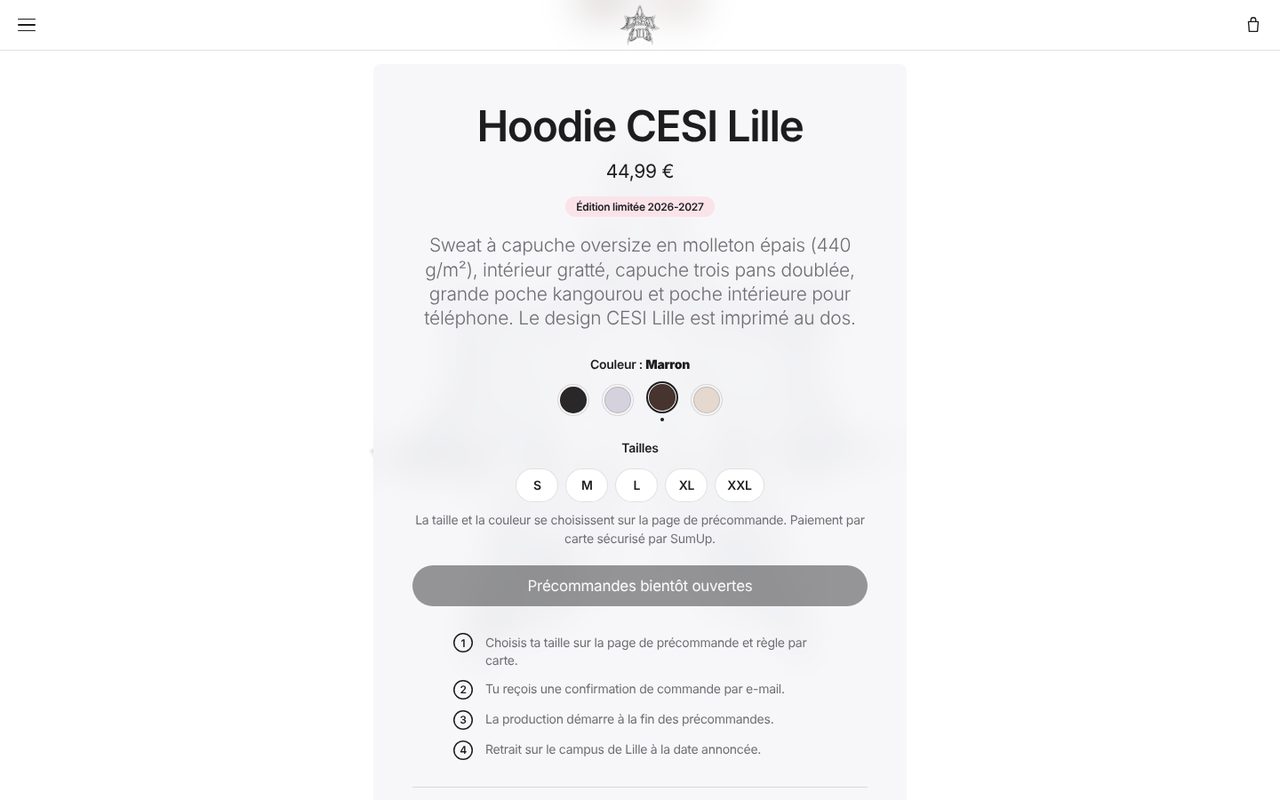 Hoodie CESI Lille
44,99 €
Édition limitée 2026-2027
Sweat à capuche oversize en molleton épais (440
g/m²), intérieur gratté, capuche trois pans doublée,
grande poche kangourou et poche intérieure pour
téléphone. Le design CESI Lille est imprimé au dos.
Couleur : Marron
Tailles
S M L XL XXL
La taille et la couleur se choisissent sur la page de précommande. Paiement par
carte sécurisé par SumUp.
Précommandes bientôt ouvertes
1 Choisis ta taille sur la page de précommande et règle par
carte.
2 Tu reçois une confirmation de commande par e-mail.
3 La production démarre à la fin des précommandes.
4 Retrait sur le campus de Lille à la date annoncée.